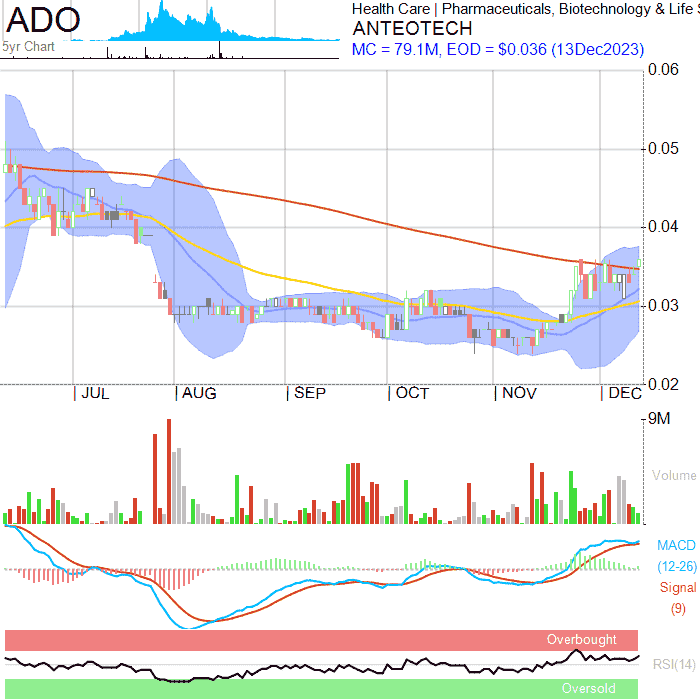 ADO
5yr Chart
Health Care | Pharmaceuticals, Biotechnology & Life S
ANTEOTECH
MC = 79.1M, EOD = $0.036 (13Dec2023)
0.06
0.05
0.04
0.03
0.02
| JUL | AUG | SEP | OCT | NOV | DEC
9M
Volume
MACD
(12-26)
Signal
(9)
Overbought
RSI(14)
Oversold